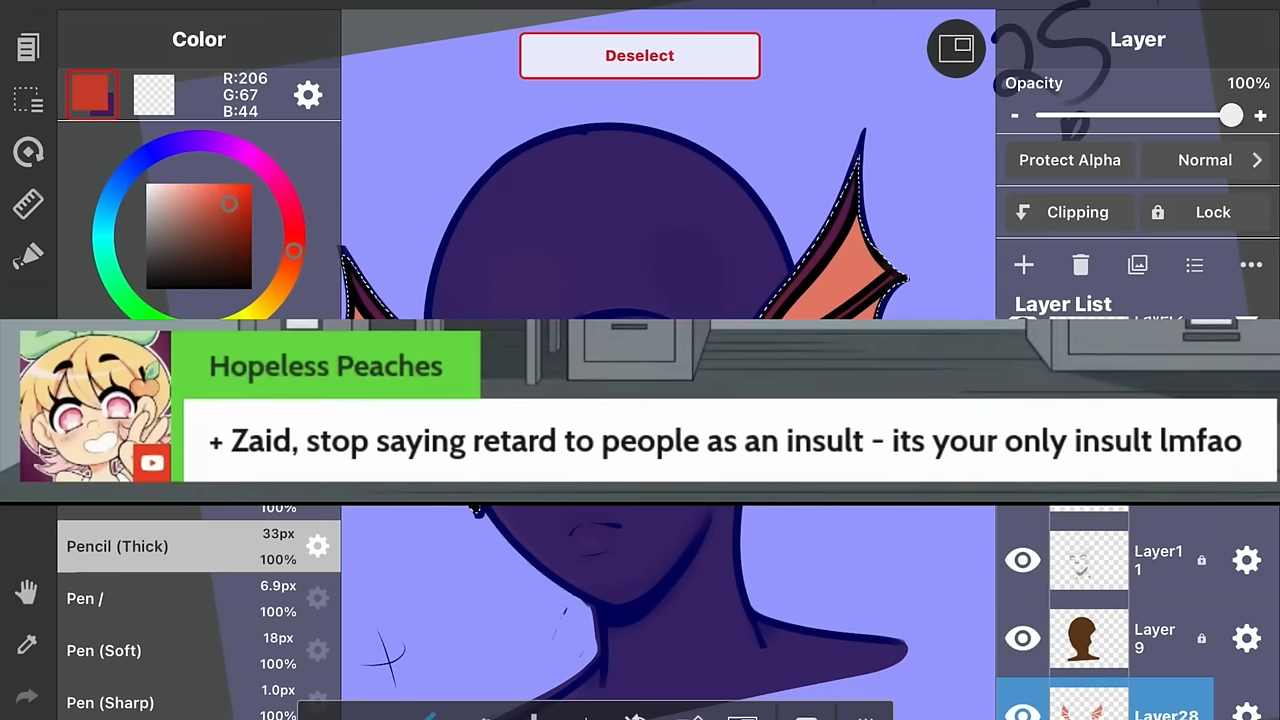 Color
Deselect
25
Layer
R:206
G:67
B:44
Opacity 100%
- +
Protect Alpha Normal
Clipping Lock
Layer List
Hopeless Peaches
+ Zaid, stop saying retard to people as an insult - its your only insult lmfao
100%
Pencil (Thick) 33px
100%
Pen / 6.9px
100%
Pen (Soft) 18px
100%
Pen (Sharp) 1.0px
100%
Layer1
1
Layer
9
Layer28